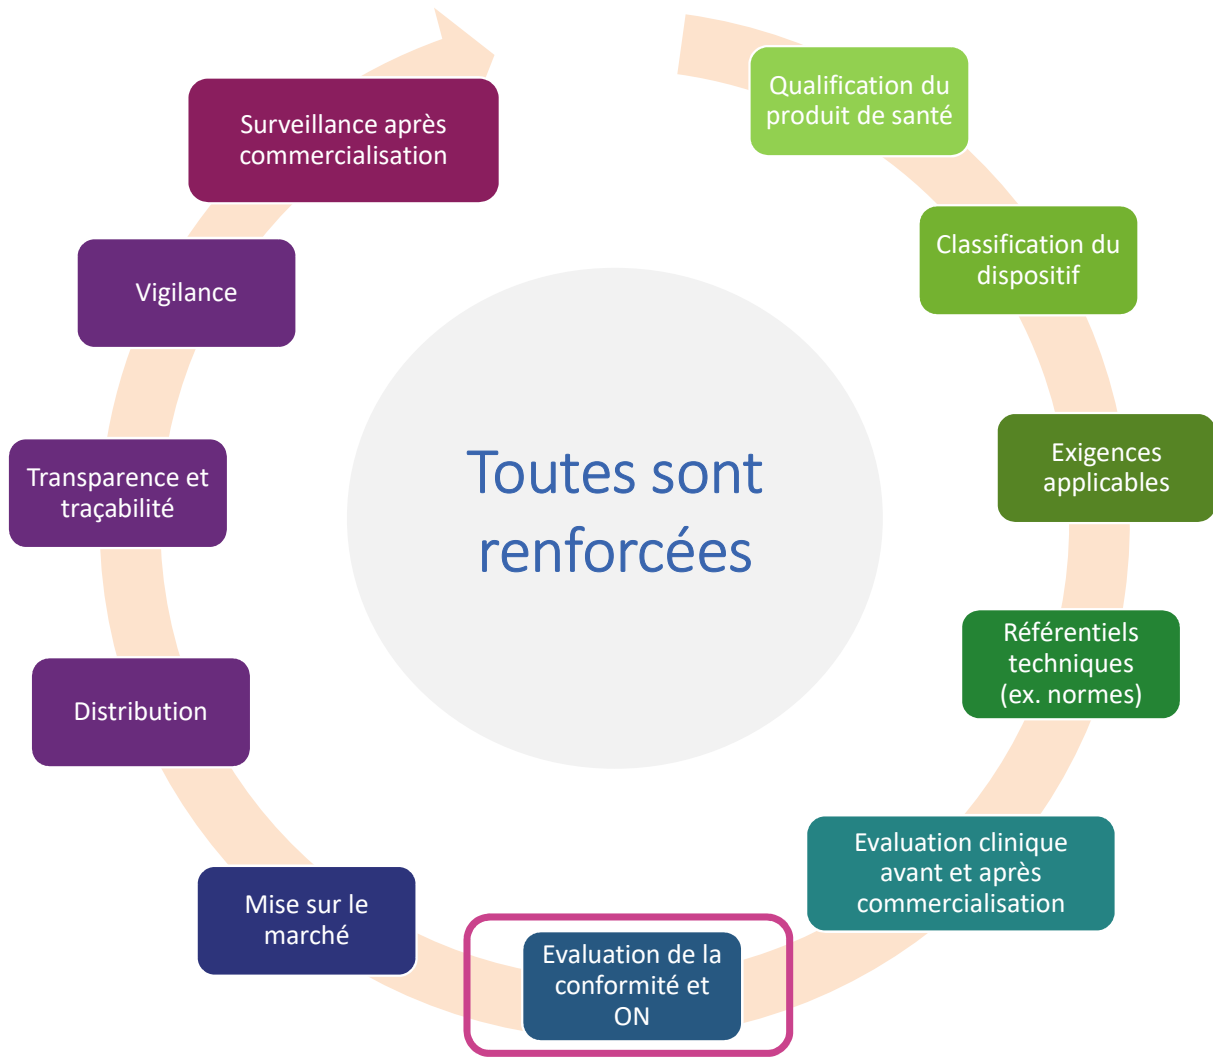 Qualification du
produit de santé
Classification du
dispositif
Exigences
applicables
Référentiels
techniques
(ex. normes)
Evaluation clinique
avant et après
commercialisation
Evaluation de la
conformité et
ON
Mise sur le
marché
Distribution
Transparence et
traçabilité
Vigilance
Surveillance après
commercialisation
Toutes sont
renforcées